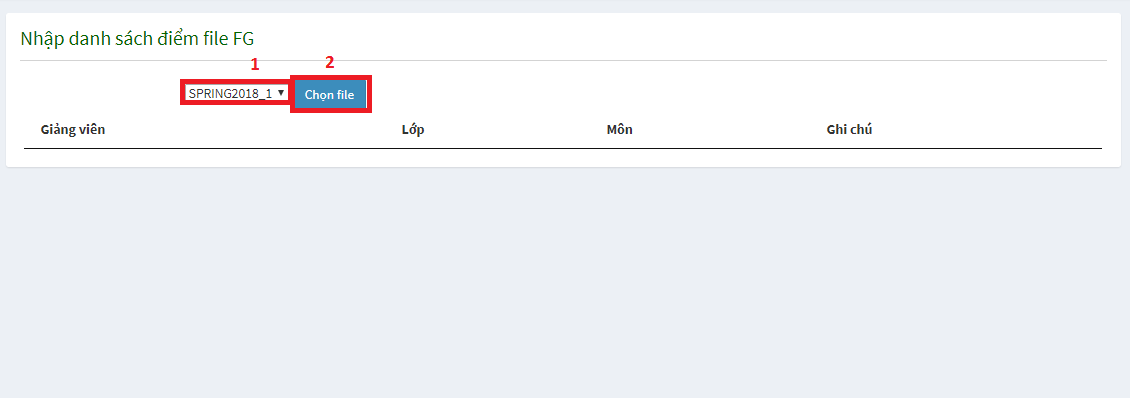 Nhập danh sách điểm file FG
1 2
SPRING2018_1 Chọn file
Giảng viên Lớp Môn Ghi chú